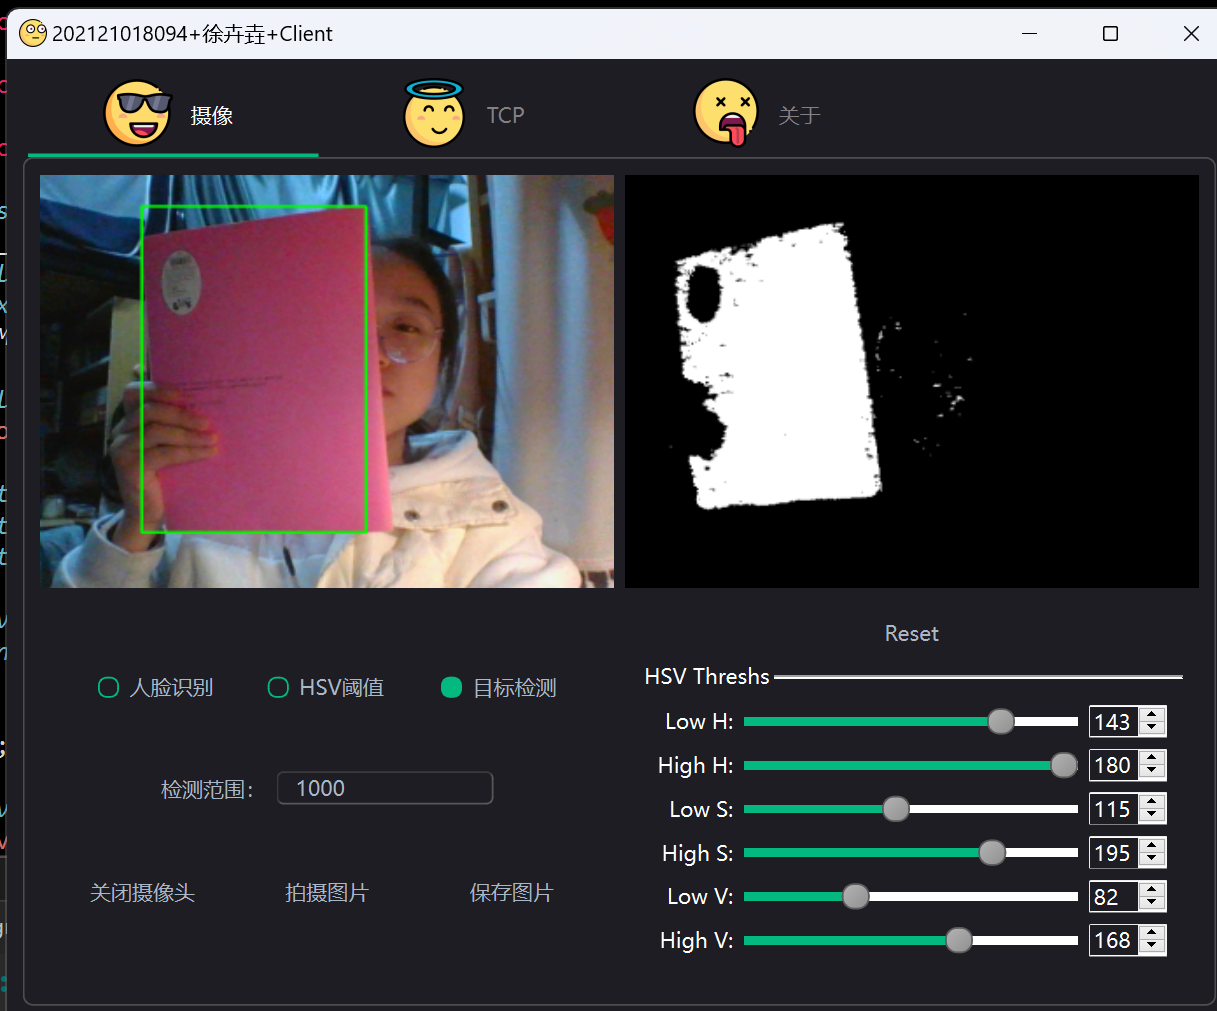 202121018094+徐卉垚+Client
摄像
TCP
关于
Reset
HSV Threshs
人脸识别
HSV阈值
目标检测
Low H: 143
High H: 180
检测范围: 1000
Low S: 115
High S: 195
关闭摄像头
拍摄图片
保存图片
Low V: 82
High V: 168